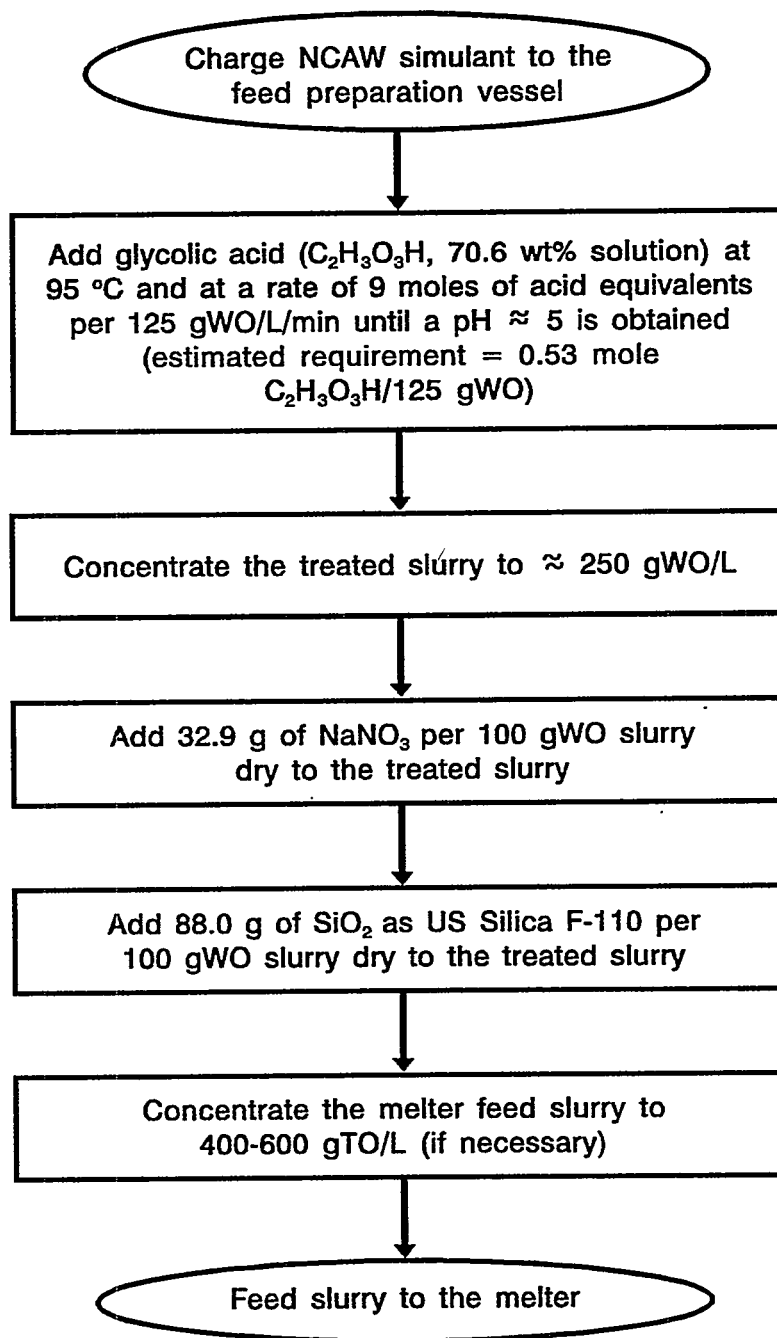 Charge NCAW simulant to the
feed preparation vessel
Add glycolic acid (C₂H₃O₃H, 70.6 wt% solution) at
95 ºC and at a rate of 9 moles of acid equivalents
per 125 gWO/L/min until a pH ≈ 5 is obtained
(estimated requirement = 0.53 mole
C₂H₃O₃H/125 gWO)
Concentrate the treated slurry to ≈ 250 gWO/L
Add 32.9 g of NaNO₃ per 100 gWO slurry
dry to the treated slurry
Add 88.0 g of SiO₂ as US Silica F-110 per
100 gWO slurry dry to the treated slurry
Concentrate the melter feed slurry to
400-600 gTO/L (if necessary)
Feed slurry to the melter